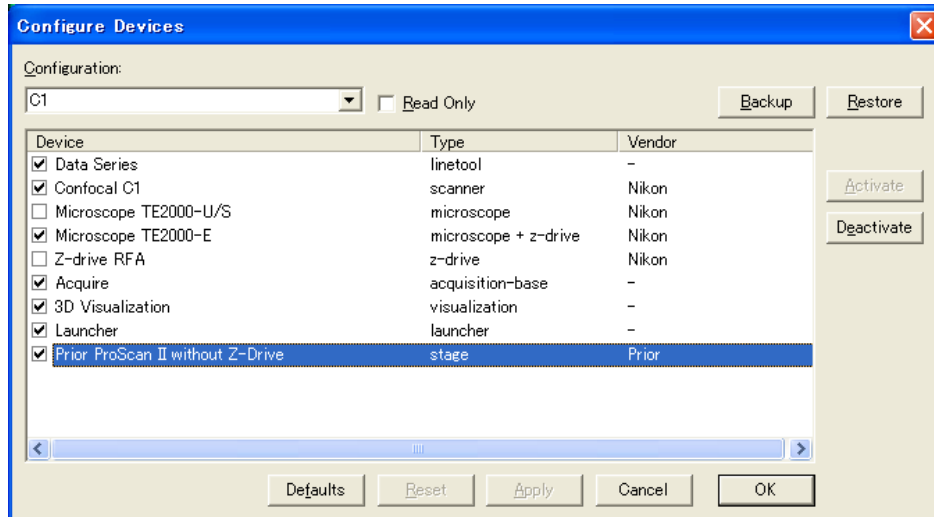 Configure Devices
Configuration:
C1
Read Only
Backup
Restore
Device Type Vendor
Data Series linetool -
Confocal C1 scanner Nikon
Microscope TE2000-U/S microscope Nikon
Microscope TE2000-E microscope + z-drive Nikon
Z-drive RFA z-drive Nikon
Acquire acquisition-base -
3D Visualization visualization -
Launcher launcher -
Prior ProScan II without Z-Drive stage Prior
Activate
Deactivate
Defaults Reset Apply Cancel OK